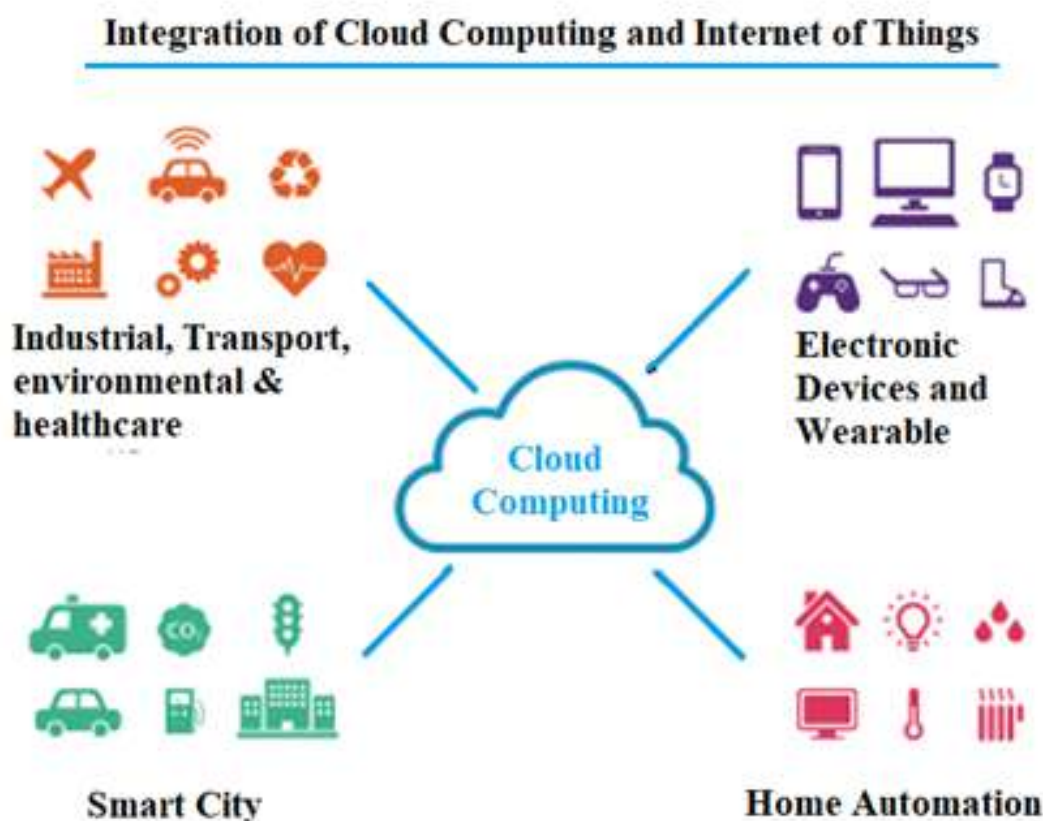 Integration of Cloud Computing and Internet of Things
Industrial, Transport,
environmental &
healthcare
Electronic
Devices and
Wearable
Cloud
Computing
CO₂
Smart City
Home Automation